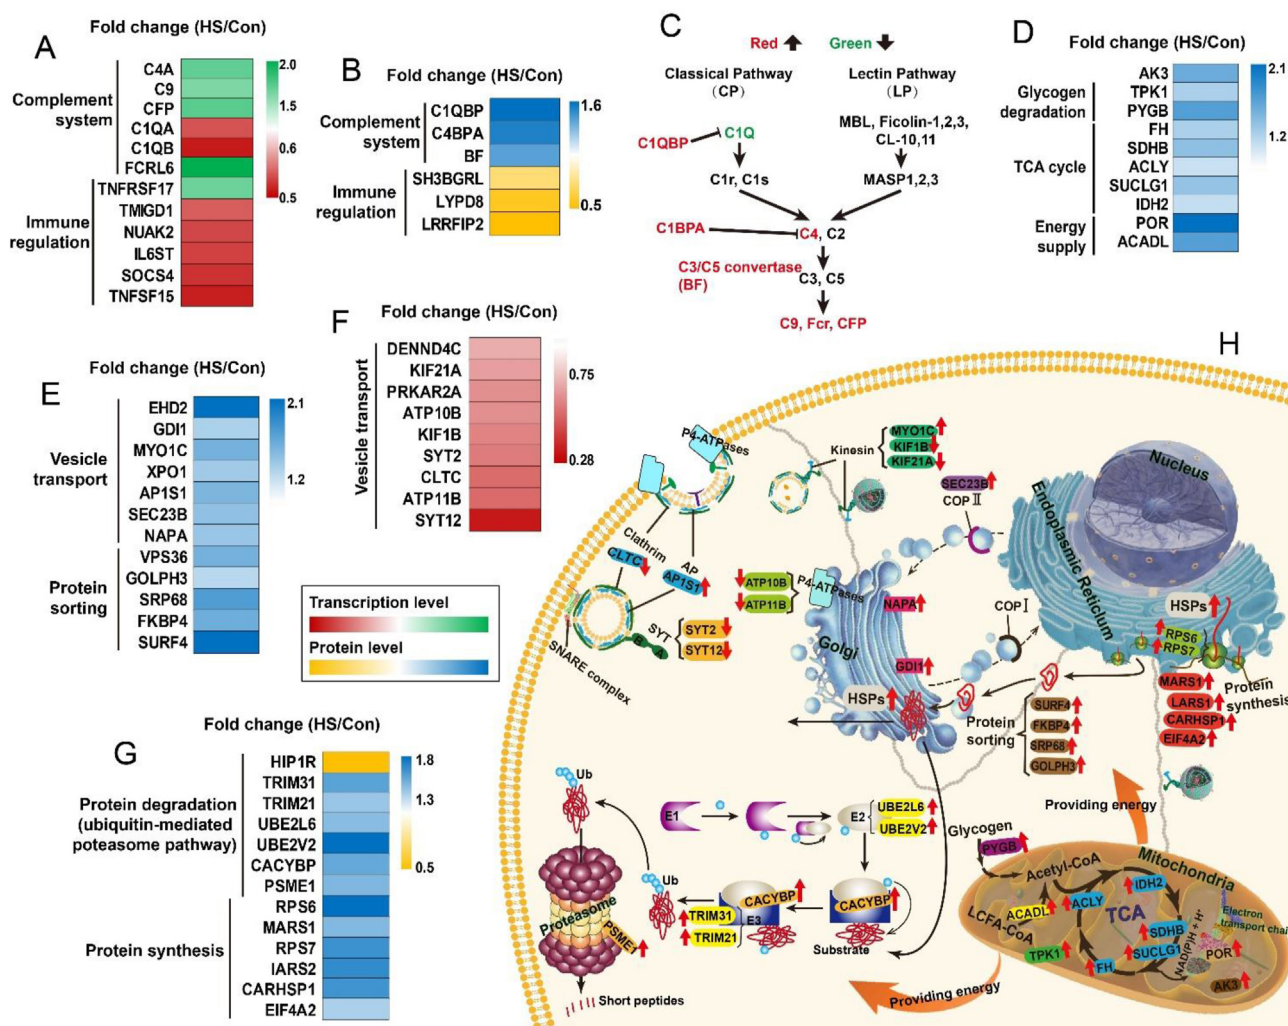 A
Fold change (HS/Con)
Complement
system
C4A
C9
CFP
C1QA
C1QB
FCRL6
Immune
regulation
TNFRSF17
TMIGD1
NUAK2
IL6ST
SOCS4
TNFSF15
2.0
1.5
0.6
0.5
B
Fold change (HS/Con)
Complement
system
C1QBP
C4BPA
BF
Immune
regulation
SH3BGRL
LYPD8
LRRFIP2
1.6
0.5
C
Red Green
Classical Pathway
(CP)
Lectin Pathway
(LP)
C1QBP
C1Q
MBL, Ficolin-1,2,3,
CL-10,11
C1r, C1s
MASP1,2,3
C1BPA
C4, C2
C3/C5 convertase
(BF)
C3, C5
C9, Fcr, CFP
D
Fold change (HS/Con)
Glycogen
degradation
AK3
TPK1
PYGB
TCA cycle
FH
SDHB
ACLY
SUCLG1
IDH2
Energy
supply
POR
ACADL
2.1
1.2
E
Fold change (HS/Con)
Vesicle
transport
EHD2
GDI1
MYO1C
XPO1
AP1S1
SEC23B
NAPA
Protein
sorting
VPS36
GOLPH3
SRP68
FKBP4
SURF4
2.1
1.2
F
Fold change (HS/Con)
Vesicle transport
DENND4C
KIF21A
PRKAR2A
ATP10B
KIF1B
SYT2
CLTC
ATP11B
SYT12
0.75
0.28
Transcription level
Protein level
G
Fold change (HS/Con)
Protein degradation
(ubiquitin-mediated
poteasome pathway)
HIP1R
TRIM31
TRIM21
UBE2L6
UBE2V2
CACYBP
PSME1
Protein synthesis
RPS6
MARS1
RPS7
IARS2
CARHSP1
EIF4A2
1.8
1.3
0.5
H
P4-ATPases
Kinesin
MYO1C
KIF1B
KIF21A
SEC23B
COP II
Nucleus
Endoplasmic Reticium
Clathrim
CLTC
AP
AP1S1
SNARE complex
SYT
SYT2
SYT12
ATP10B
ATP11B
P4-ATPases
Golgi
NAPA
GDI1
HSPs
COP I
HSPs
RPS6
RPS7
Protein
synthesis
MARS1
LARS1
CARHSP1
EIF4A2
Protein
sorting
SURF4
FKBP4
SRP68
GOLPH3
Providing energy
Ub
E1
E2
UBE2L6
UBE2V2
Glycogen
PYGB
Acetyl-CoA
Mitochondria
ACADL
LCFA-CoA
TPK1
ACLY
IDH2
TCA
SDHB
SUCLG1
FH
NAD(P)H + H+
Electron
transport chain
POR
AK3
Proteasome
PSME1
Short peptides
Ub
TRIM31
TRIM21
CACYBP
E3
CACYBP
Substrate
Providing energy